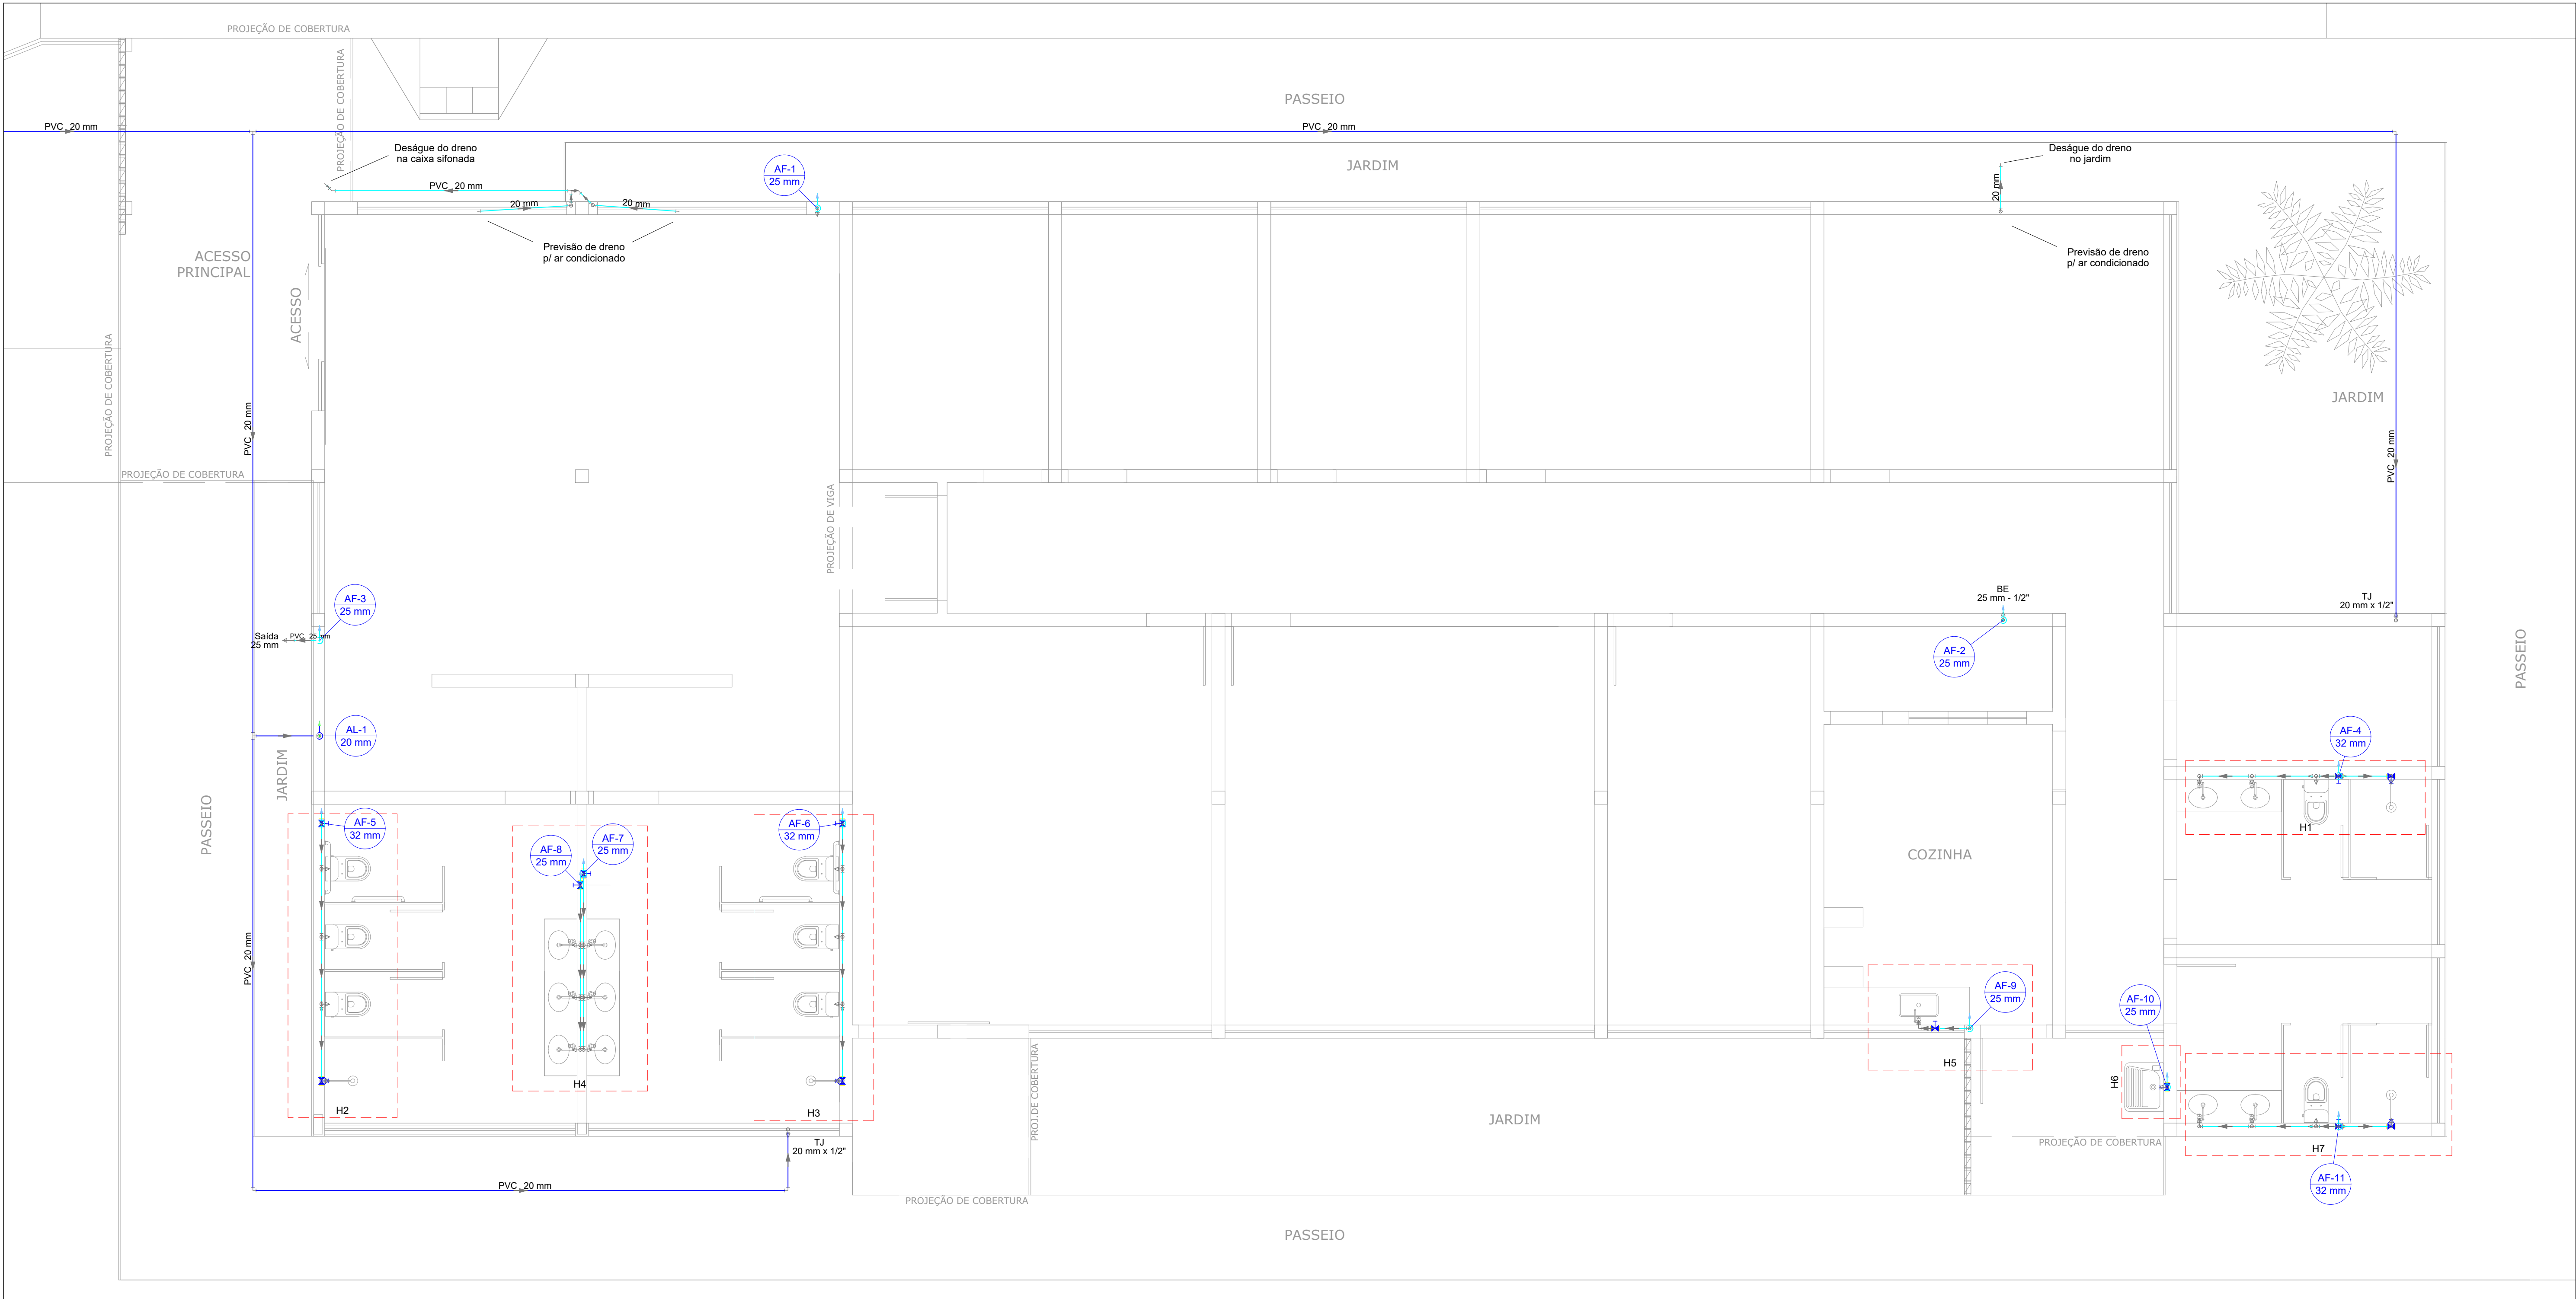 PROJEÇÃO DE COBERTURA
PROJEÇÃO DE COBERTURA
PASSEIO
PVC 20 mm
PVC 20 mm
Deságue do dreno
na caixa sifonada
Deságue do dreno
no jardim
JARDIM
AF-1
25 mm
PVC 20 mm
20 mm
20 mm
20 mm
Previsão de dreno
p/ ar condicionado
Previsão de dreno
p/ ar condicionado
ACESSO
PRINCIPAL
ACESSO
PROJEÇÃO DE COBERTURA
JARDIM
PVC 20 mm
PVC 20 mm
PROJEÇÃO DE COBERTURA
PROJEÇÃO DE VIGA
AF-3
25 mm
BE
25 mm - 1/2"
TJ
20 mm x 1/2"
Saída
25 mm
PVC 25 mm
AF-2
25 mm
PASSEIO
AL-1
20 mm
AF-4
32 mm
JARDIM
PASSEIO
AF-5
32 mm
AF-8
25 mm
AF-7
25 mm
AF-6
32 mm
H1
COZINHA
PVC 20 mm
AF-9
25 mm
AF-10
25 mm
H5
H6
H4
H2
H3
PROJ.DE COBERTURA
JARDIM
TJ
20 mm x 1/2"
PROJEÇÃO DE COBERTURA
H7
PVC 20 mm
AF-11
32 mm
PROJEÇÃO DE COBERTURA
PASSEIO